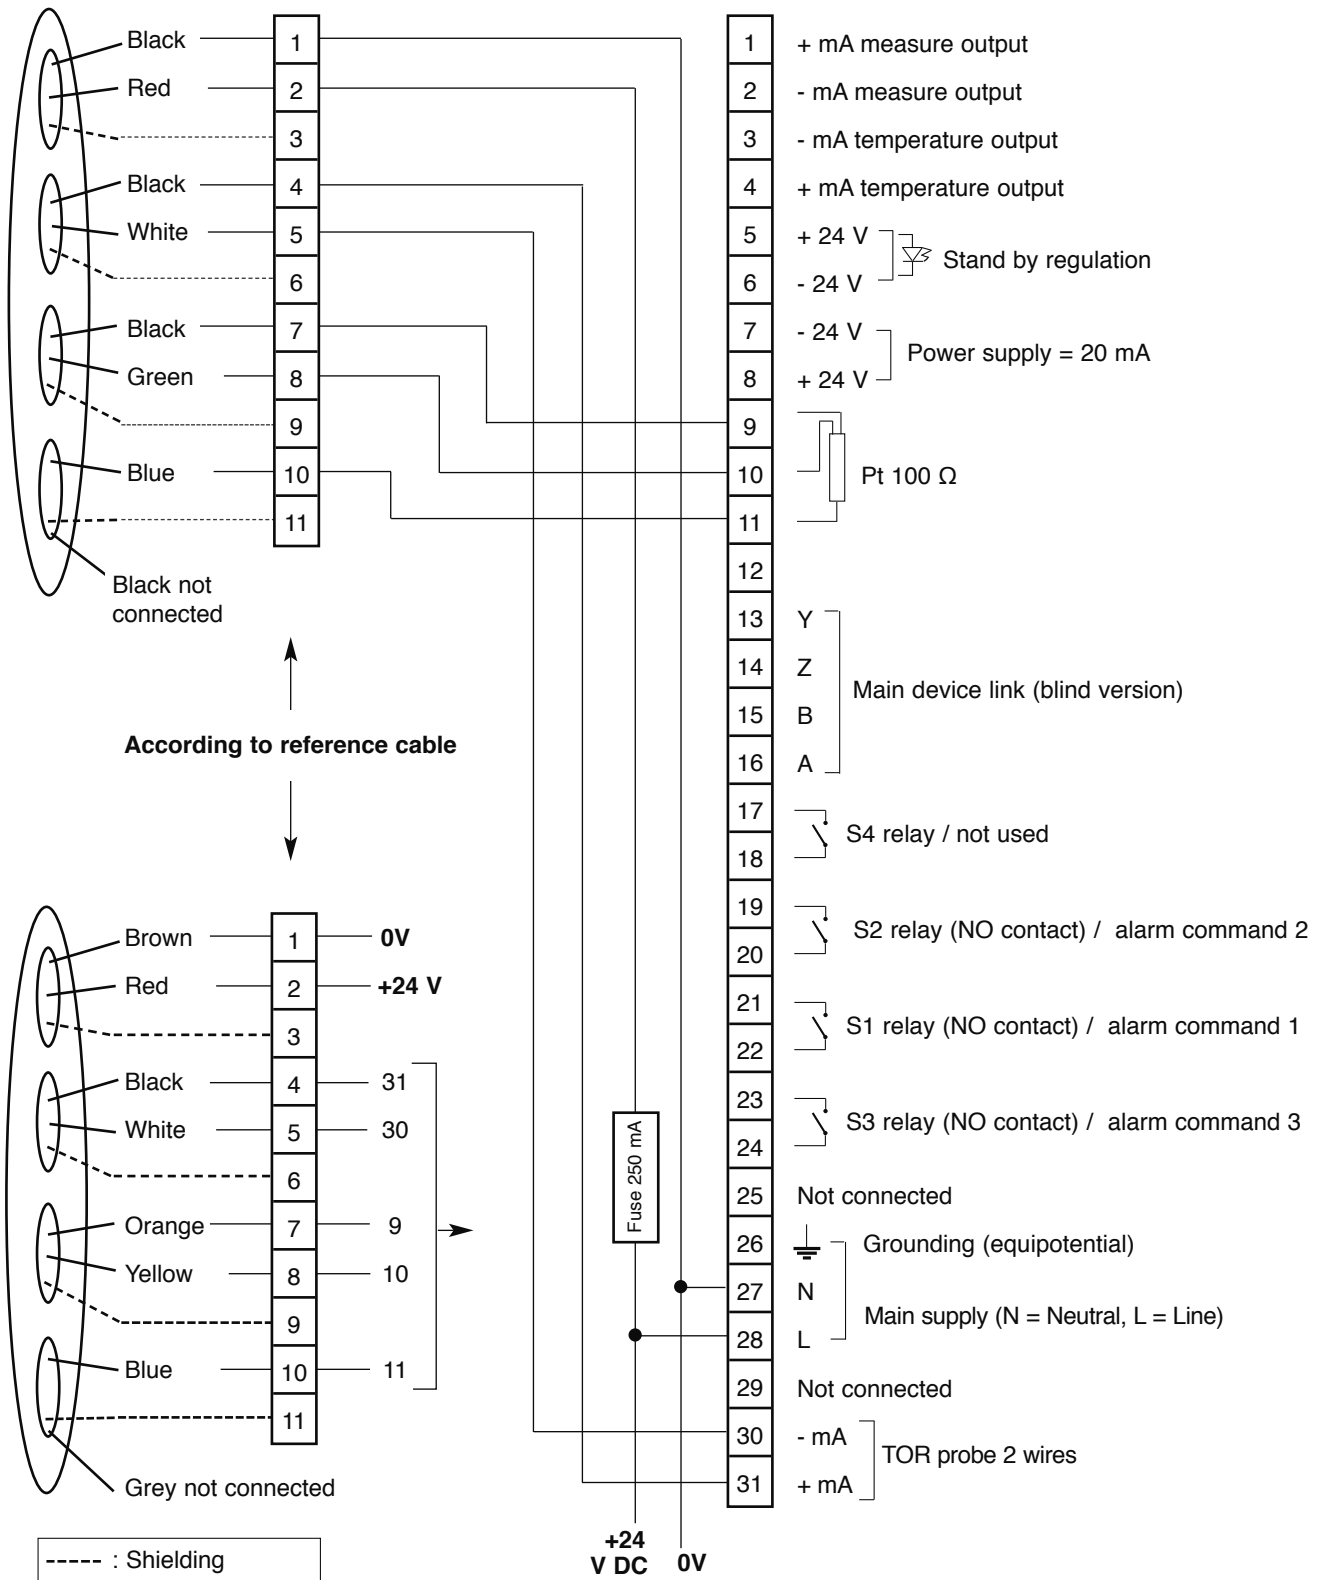 Black 1
Red 2
3
Black 4
White 5
6
Black 7
Green 8
9
Blue 10
11
Black not
connected
According to reference cable
Brown 1 0V
Red 2 +24 V
3
Black 4 31
White 5 30
6
Orange 7 9
Yellow 8 10
9
Blue 10 11
11
Grey not connected
: Shielding
Fuse 250 mA
+24
V DC
0V
1 + mA measure output
2 - mA measure output
3 - mA temperature output
4 + mA temperature output
5 + 24 V
Stand by regulation
6 - 24 V
7 - 24 V
Power supply = 20 mA
8 + 24 V
9
10 Pt 100 Ω
11
12
13 Y
14 Z
Main device link (blind version)
15 B
16 A
17
S4 relay / not used
18
19
S2 relay (NO contact) / alarm command 2
20
21
S1 relay (NO contact) / alarm command 1
22
23
S3 relay (NO contact) / alarm command 3
24
25 Not connected
26 Grounding (equipotential)
27 N
Main supply (N = Neutral, L = Line)
28 L
29 Not connected
30 - mA
TOR probe 2 wires
31 + mA